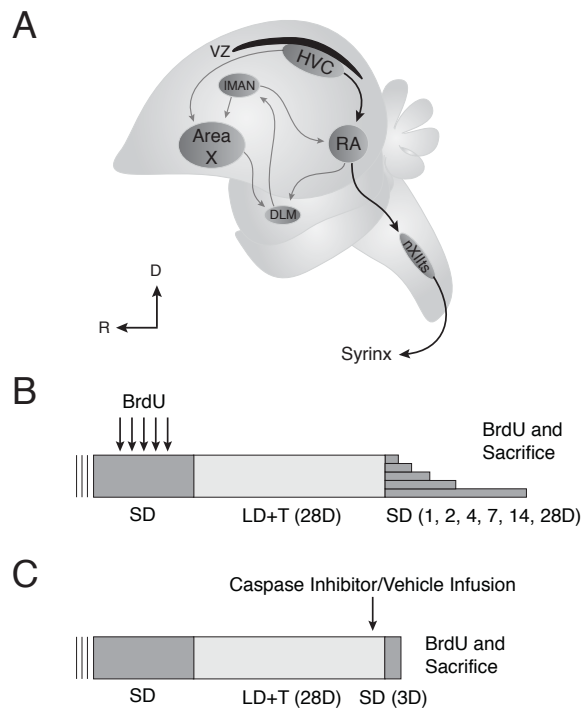 A
VZ
HVC
IMAN
Area
X
RA
DLM
nXIIts
D
R
Syrinx
B
BrdU
BrdU and
Sacrifice
SD
LD+T (28D)
SD (1, 2, 4, 7, 14, 28D)
C
Caspase Inhibitor/Vehicle Infusion
BrdU and
Sacrifice
SD
LD+T (28D)
SD (3D)